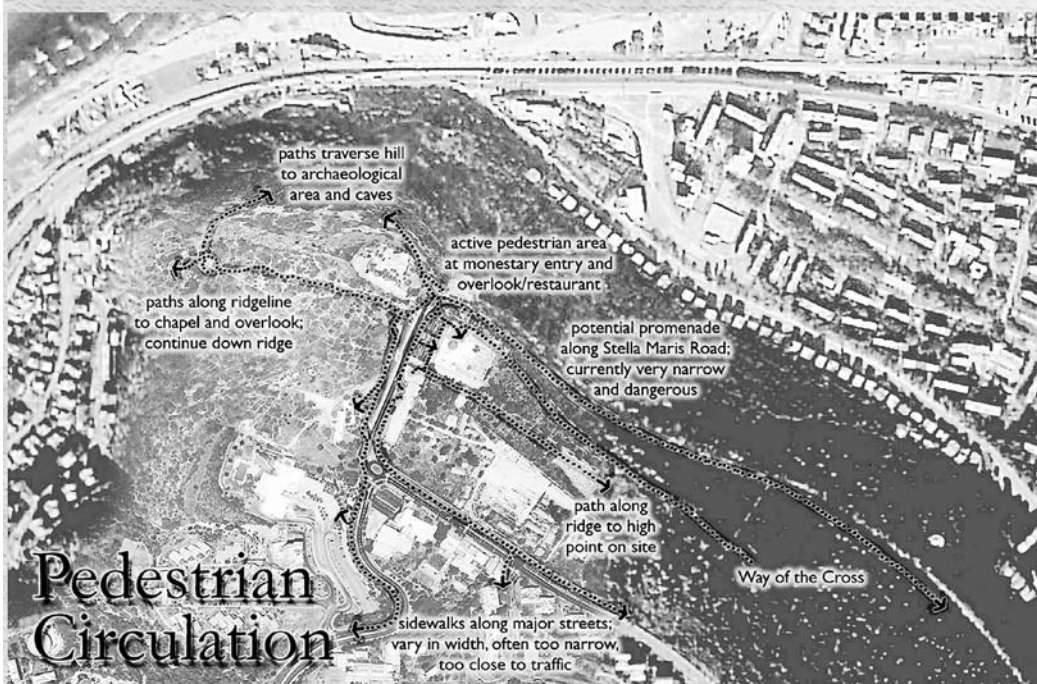 paths traverse hill
to archaeological
area and caves
active pedestrian area
at monestary entry and
overlook/restaurant
paths along ridgeline
to chapel and overlook;
continue down ridge
potential promenade
along Stella Maris Road;
currently very narrow
and dangerous
path along
ridge to high
point on site
Way of the Cross
Pedestrian
Circulation
sidewalks along major streets;
vary in width, often too narrow,
too close to traffic